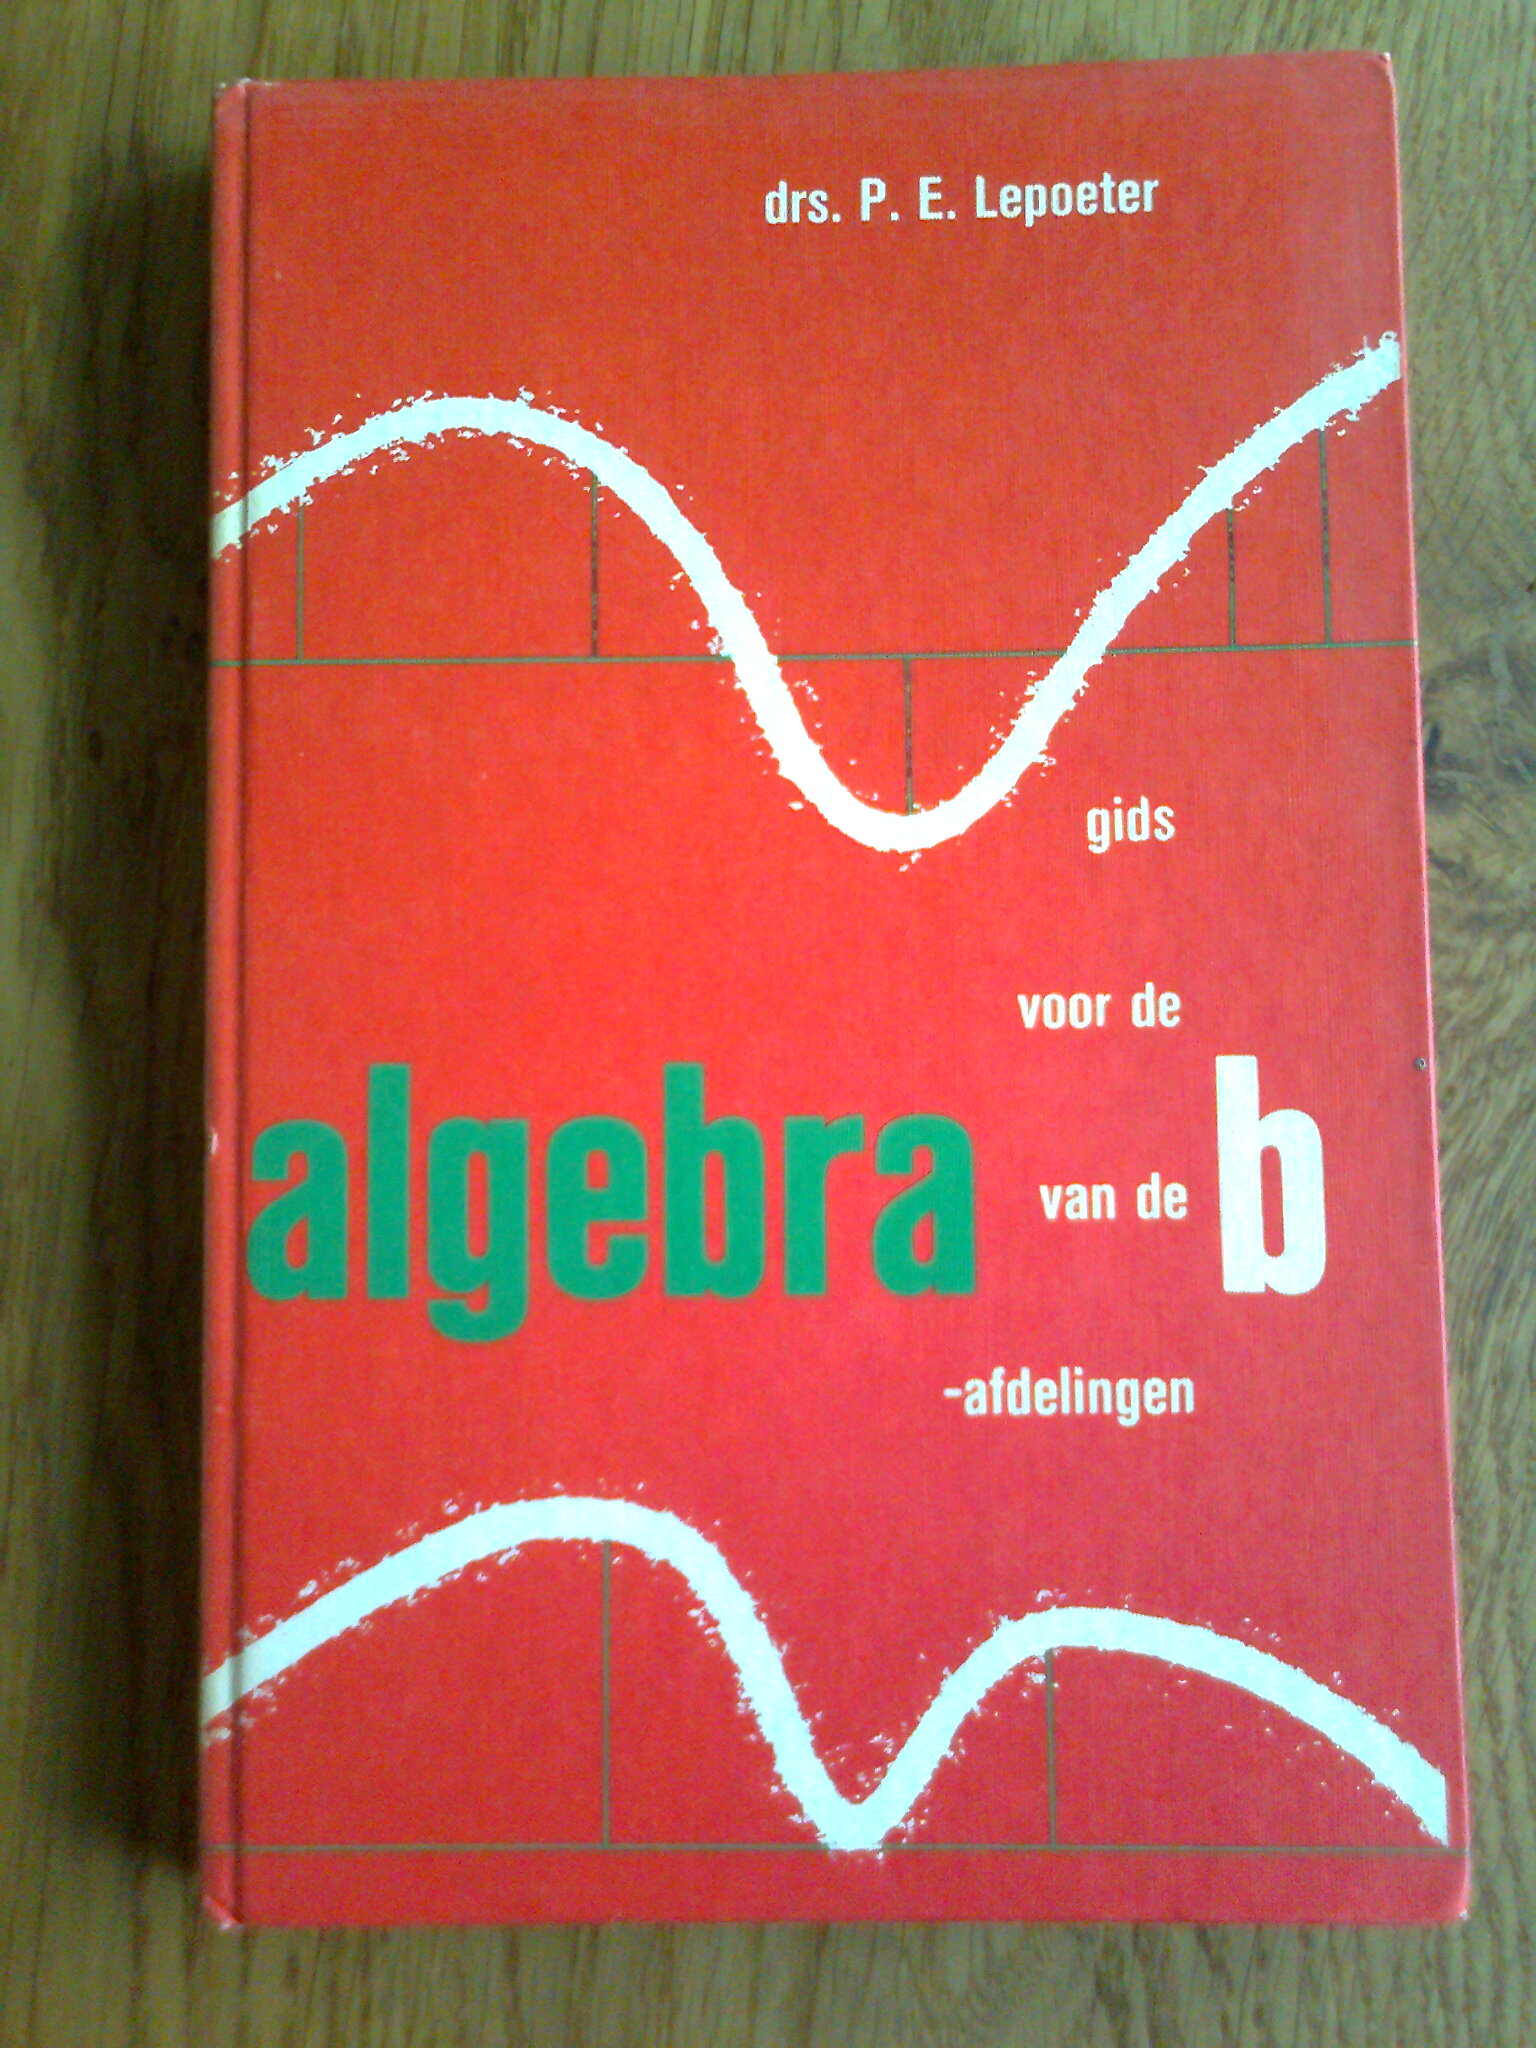 drs. P. E. Lepoeter
gids
voor de
algebra van de b
-afdelingen